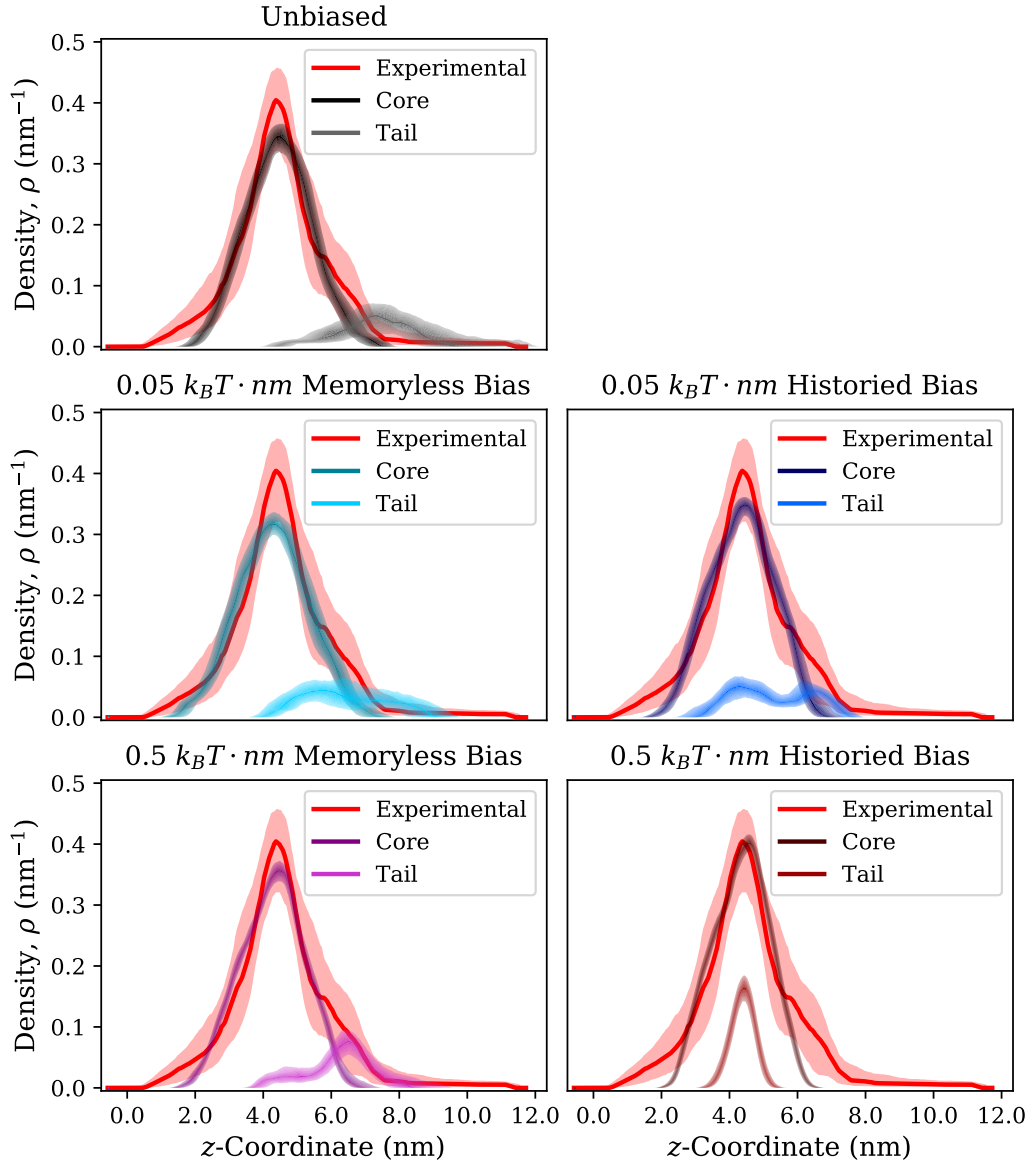 Unbiased
Density, ρ (nm⁻¹)
0.5
0.4
0.3
0.2
0.1
0.0
Experimental
Core
Tail
0.05 k_BT · nm Memoryless Bias
Density, ρ (nm⁻¹)
0.5
0.4
0.3
0.2
0.1
0.0
Experimental
Core
Tail
0.05 k_BT · nm Historied Bias
Experimental
Core
Tail
0.5 k_BT · nm Memoryless Bias
Density, ρ (nm⁻¹)
0.5
0.4
0.3
0.2
0.1
0.0
Experimental
Core
Tail
0.0 2.0 4.0 6.0 8.0 10.0 12.0
z-Coordinate (nm)
0.5 k_BT · nm Historied Bias
Experimental
Core
Tail
0.0 2.0 4.0 6.0 8.0 10.0 12.0
z-Coordinate (nm)